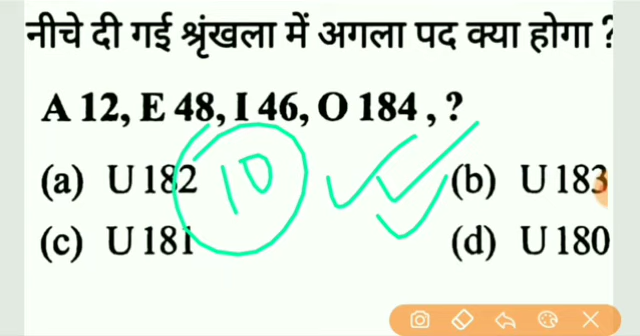 नीचे दी गई श्रृंखला में अगला पद क्या होगा ?
A 12, E 48, I 46, O 184 , ?
(a) U 182
(b) U 183
(c) U 181
(d) U 180
10